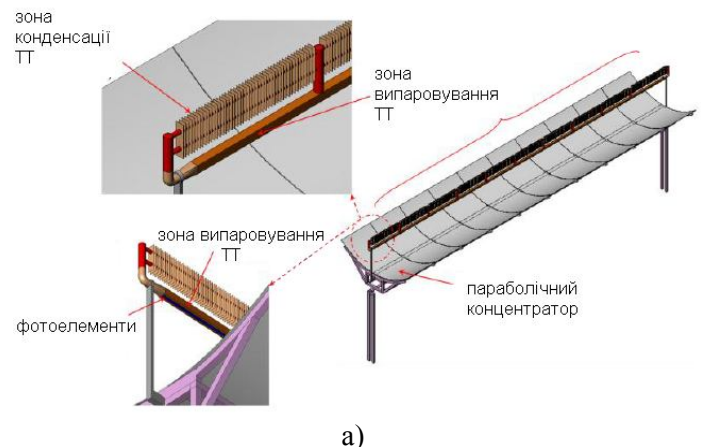 зона
конденсації
ТТ
зона
випаровування
ТТ
зона випаровування
ТТ
фотоелементи
параболічний
концентратор
а)